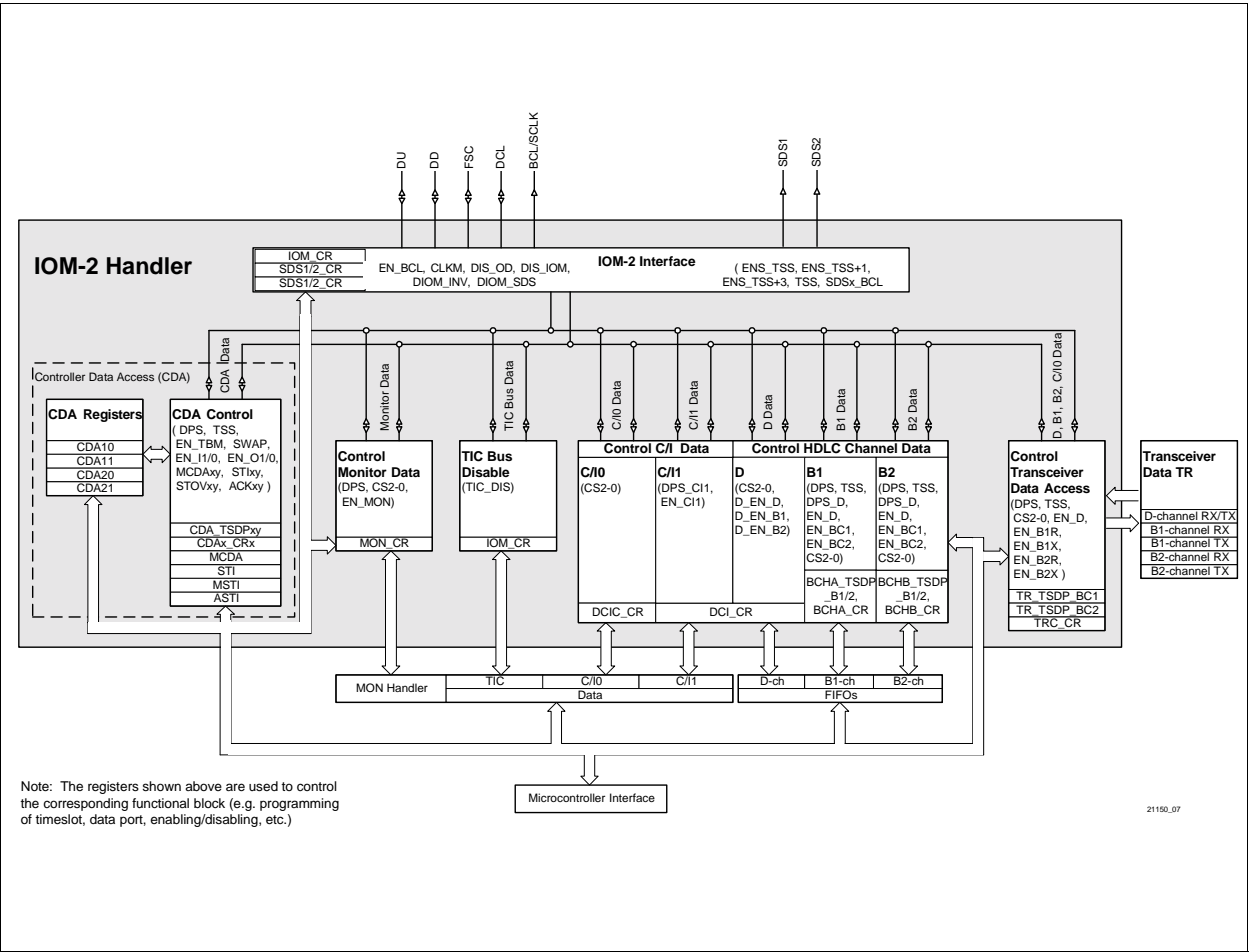 DU
DD
FSC
DCL
BCL/SCLK
SDS1
SDS2
IOM-2 Handler
IOM_CR
SDS1/2_CR
SDS1/2_CR
EN_BCL, CLKM, DIS_OD, DIS_IOM,
DIOM_INV, DIOM_SDS
IOM-2 Interface
( ENS_TSS, ENS_TSS+1,
ENS_TSS+3, TSS, SDSx_BCL
Controller Data Access (CDA)
CDA Data
Monitor Data
TIC Bus Data
C/I0 Data
C/I1 Data
D Data
B1 Data
B2 Data
D, B1, B2, C/I0 Data
CDA Registers
CDA10
CDA11
CDA20
CDA21
CDA Control
( DPS, TSS,
EN_TBM, SWAP,
EN_I1/0, EN_O1/0,
MCDAxy, STIxy,
STOVxy, ACKxy )
CDA_TSDPxy
CDAx_CRx
MCDA
STI
MSTI
ASTI
Control
Monitor Data
(DPS, CS2-0,
EN_MON)
MON_CR
TIC Bus
Disable
(TIC_DIS)
IOM_CR
Control C/I Data
C/I0
(CS2-0)
DCIC_CR
C/I1
(DPS_CI1,
EN_CI1)
DCI_CR
Control HDLC Channel Data
D
(CS2-0,
D_EN_D,
D_EN_B1,
D_EN_B2)
B1
(DPS, TSS,
DPS_D,
EN_D,
EN_BC1,
EN_BC2,
CS2-0)
BCHA_TSDP
_B1/2,
BCHA_CR
B2
(DPS, TSS,
DPS_D,
EN_D,
EN_BC1,
EN_BC2,
CS2-0)
BCHB_TSDP
_B1/2,
BCHB_CR
Control
Transceiver
Data Access
(DPS, TSS,
CS2-0, EN_D,
EN_B1R,
EN_B1X,
EN_B2R,
EN_B2X )
TR_TSDP_BC1
TR_TSDP_BC2
TRC_CR
Transceiver
Data TR
D-channel RX/TX
B1-channel RX
B1-channel TX
B2-channel RX
B2-channel TX
MON Handler
TIC
C/I0
C/I1
Data
D-ch
B1-ch
B2-ch
FIFOs
Microcontroller Interface
Note: The registers shown above are used to control
the corresponding functional block (e.g. programming
of timeslot, data port, enabling/disabling, etc.)
21150_07